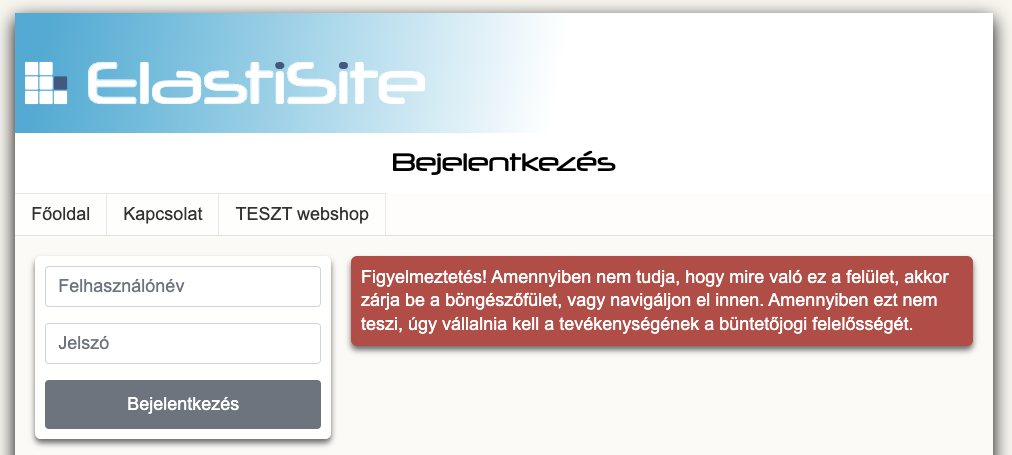 ElastiSite
Bejelentkezés
Főoldal
Kapcsolat
TESZT webshop
Felhasználónév
Jelszó
Bejelentkezés
Figyelmeztetés! Amennyiben nem tudja, hogy mire való ez a felület, akkor
zárja be a böngészőfület, vagy navigáljon el innen. Amennyiben ezt nem
teszi, úgy vállalnia kell a tevékenységének a büntetőjogi felelősségét.